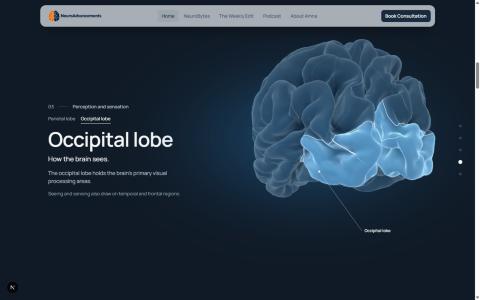 NeuroAdvancements
Home NeuroBytes The Weekly Edit Podcast About Amna Book Consultation
03 Perception and sensation
Parietal lobe Occipital lobe
Occipital lobe
How the brain sees.
The occipital lobe holds the brain's primary visual
processing areas.
Seeing and sensing also draw on temporal and frontal regions.
Occipital lobe
N